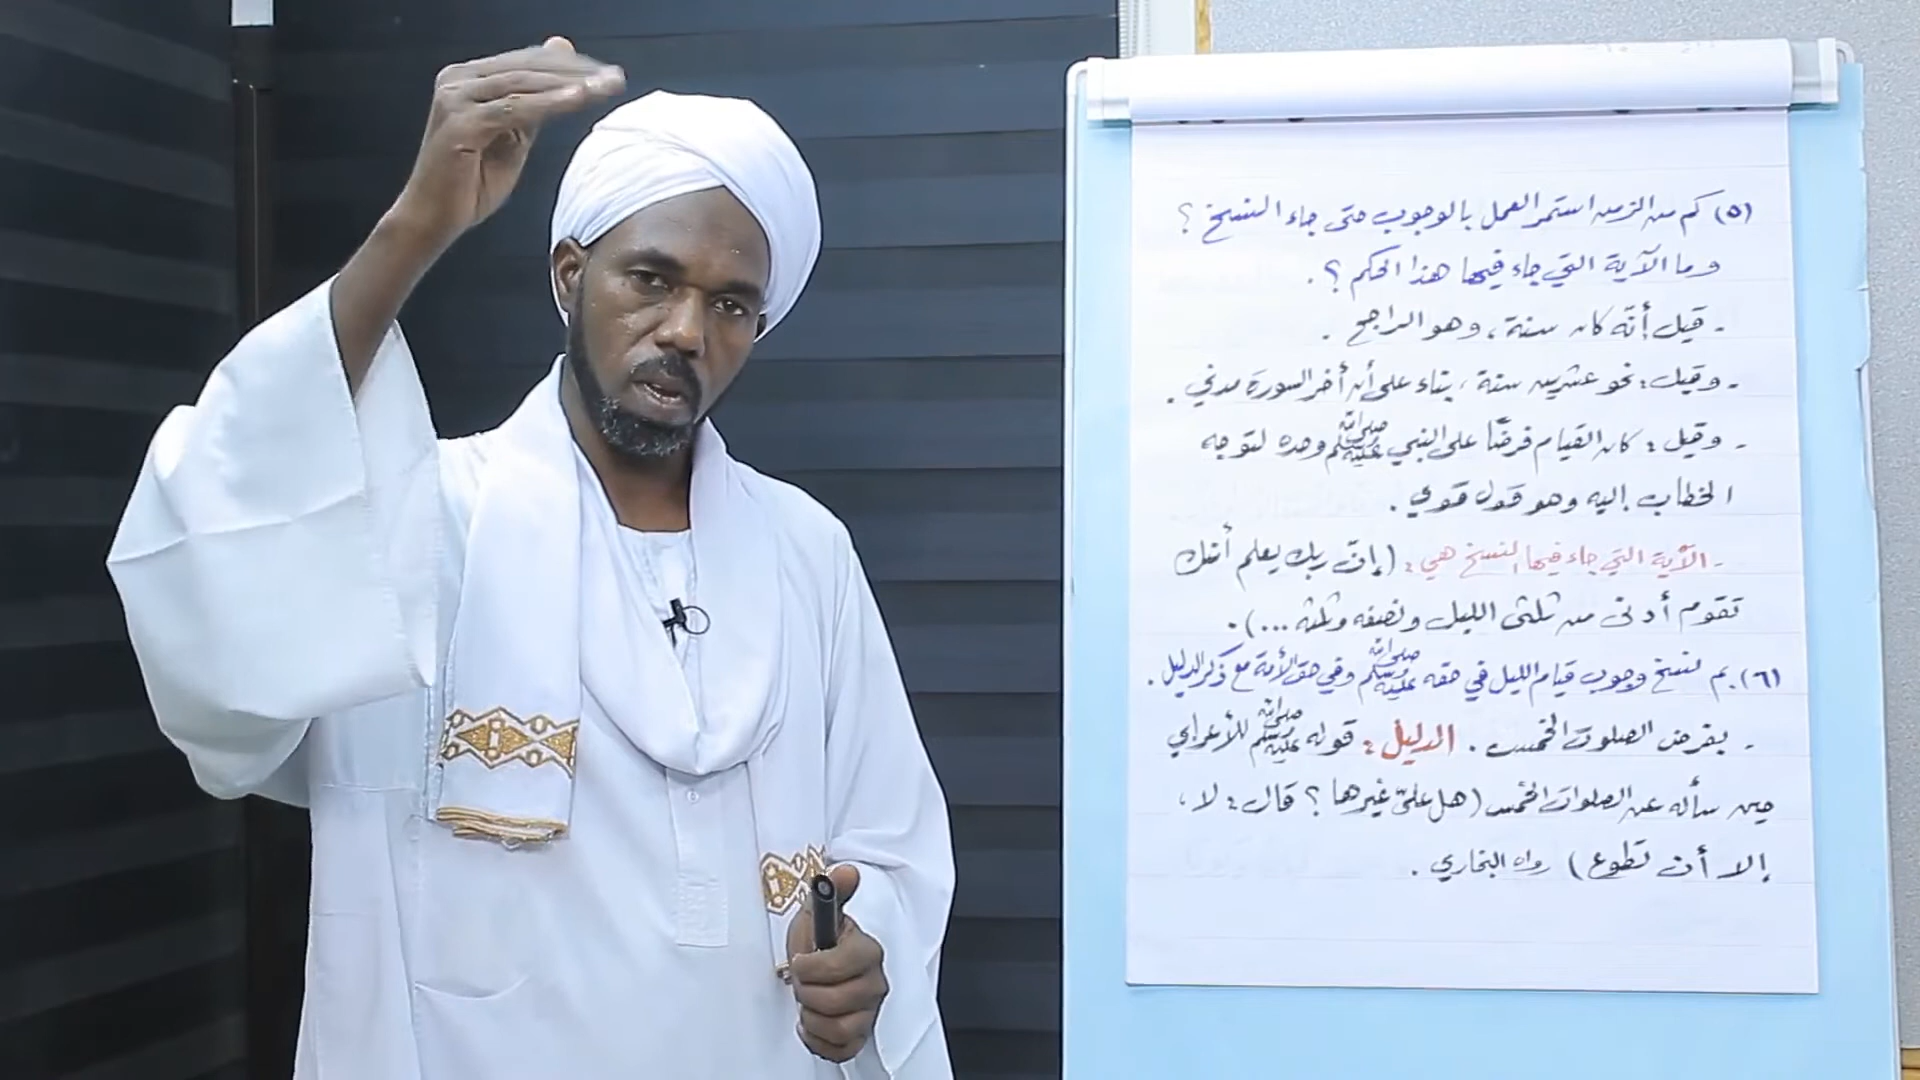 (٥) كم من الزمن استمر العمل بالوجوب حتى جاء النسخ ؟
وما الآية التي جاء فيها هذا الحكم ؟.
- قيل أنّه كان سنة ، وهو الراجح .
- وقيل : نحو عشرين سنة ، بناء على أن أخر السورة مدني .
- وقيل : كان القيام فرضًا على النبي صلى الله عليه وسلم وحده لتوجه
الخطاب إليه وهو قول قوي .
- الآية التي جاء فيها النسخ هي : (إنّ ربك يعلم أنك
تقوم أدنى من ثلثي الليل ونصفه وثلثه ...) .
(٦) بم نسخ وجوب قيام الليل في حقه صلى الله عليه وسلم وفي حق الأمة مع ذكر الدليل .
- بفرض الصلوات الخمس . الدليل : قوله صلى الله عليه وسلم للأعرابي
حين سأله عن الصلوات الخمس (هل عليّ غيرها ؟ قال : لا ،
إلا أن تطوع) رواه البخاري .